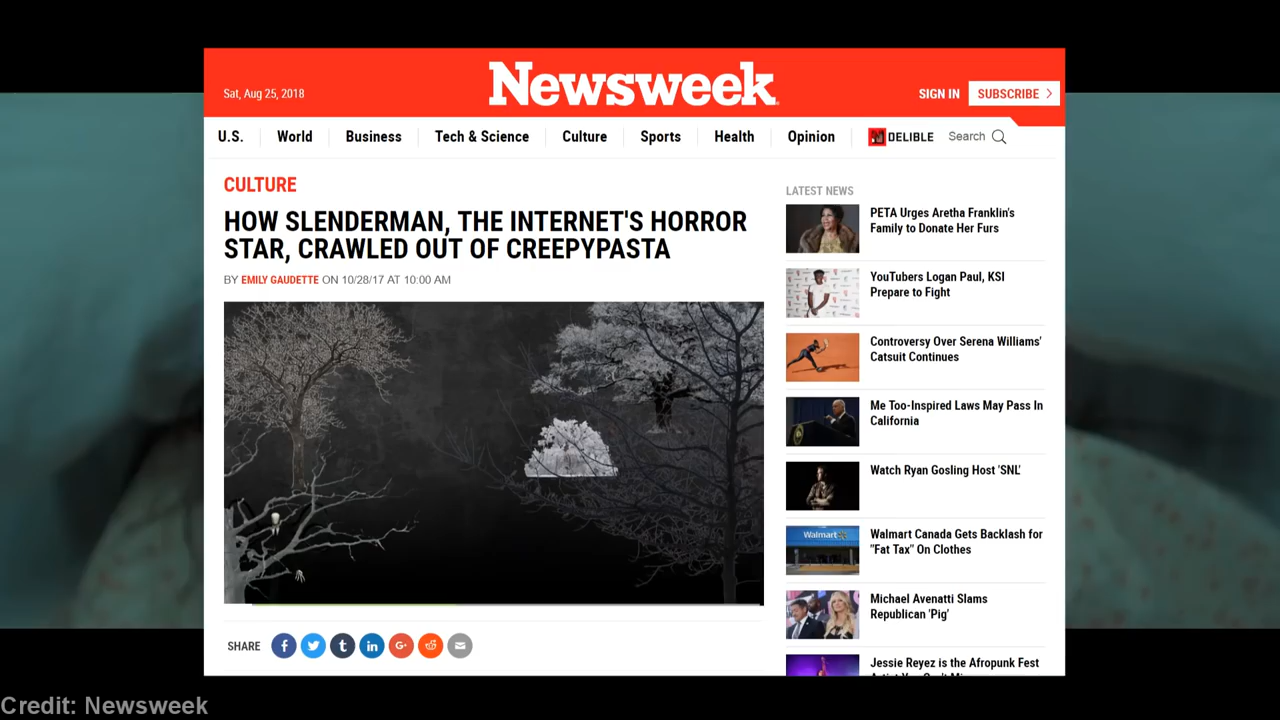 Newsweek
Sat, Aug 25, 2018
SIGN IN
SUBSCRIBE
U.S.
World
Business
Tech & Science
Culture
Sports
Health
Opinion
DELIBLE
Search
CULTURE
HOW SLENDERMAN, THE INTERNET'S HORROR
STAR, CRAWLED OUT OF CREEPYPASTA
BY EMILY GAUDETTE ON 10/28/17 AT 10:00 AM
SHARE
LATEST NEWS
PETA Urges Aretha Franklin's
Family to Donate Her Furs
YouTubers Logan Paul, KSI
Prepare to Fight
Controversy Over Serena Williams'
Catsuit Continues
Me Too-Inspired Laws May Pass In
California
Watch Ryan Gosling Host 'SNL'
Walmart
Walmart Canada Gets Backlash for
"Fat Tax" On Clothes
Michael Avenatti Slams
Republican 'Pig'
Jessie Reyez is the Afropunk Fest
Credit: Newsweek